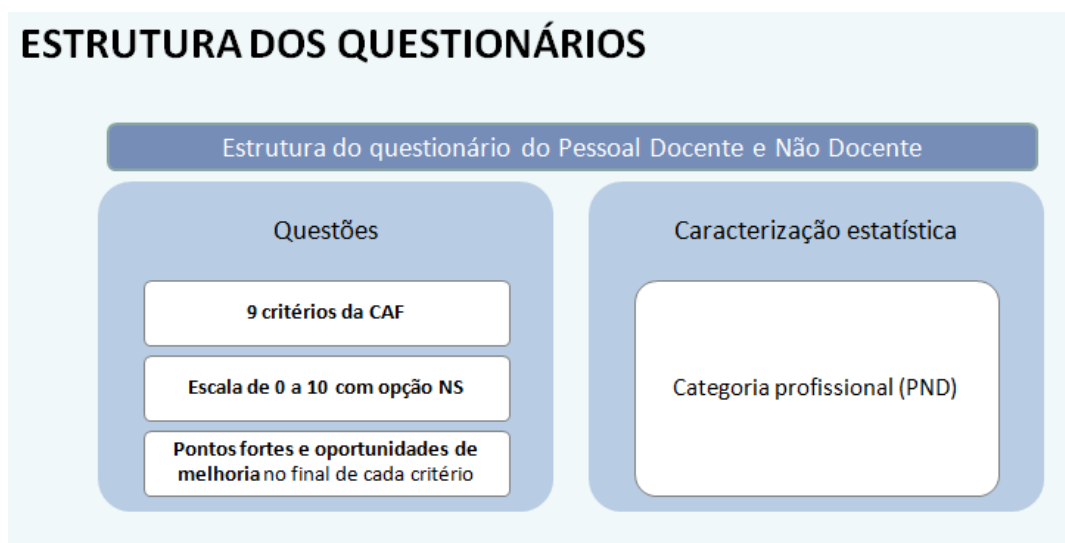 ESTRUTURA DOS QUESTIONÁRIOS
Estrutura do questionário do Pessoal Docente e Não Docente
Questões
9 critérios da CAF
Escala de 0 a 10 com opção NS
Pontos fortes e oportunidades de
melhoria no final de cada critério
Caracterização estatística
Categoria profissional (PND)